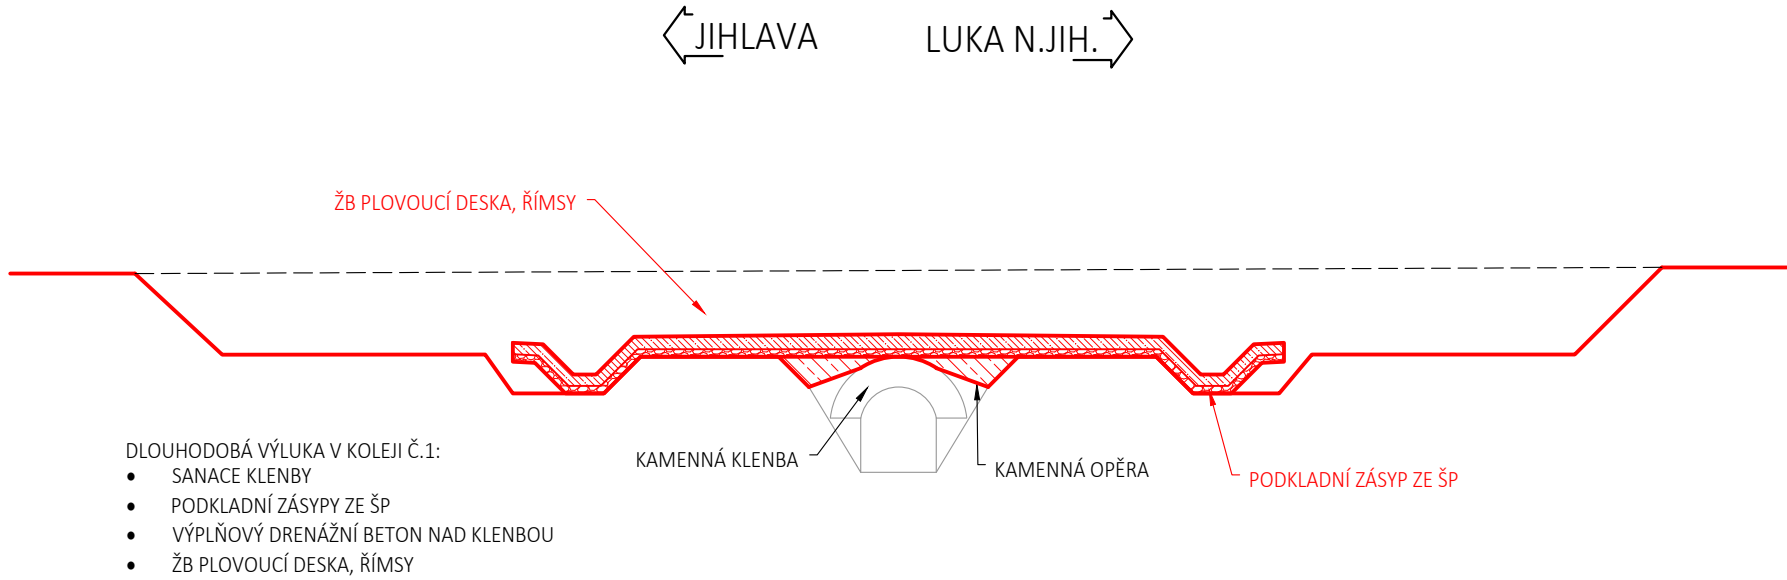 JIHLAVA
LUKA N.JIH.
ŽB PLOVOUCÍ DESKA, ŘÍMSY
KAMENNÁ KLENBA
KAMENNÁ OPĚRA
PODKLADNÍ ZÁSYP ZE ŠP
DLOUHODOBÁ VÝLUKA V KOLEJI Č.1:
• SANACE KLENBY
• PODKLADNÍ ZÁSYPY ZE ŠP
• VÝPLŇOVÝ DRENÁŽNÍ BETON NAD KLENBOU
• ŽB PLOVOUCÍ DESKA, ŘÍMSY